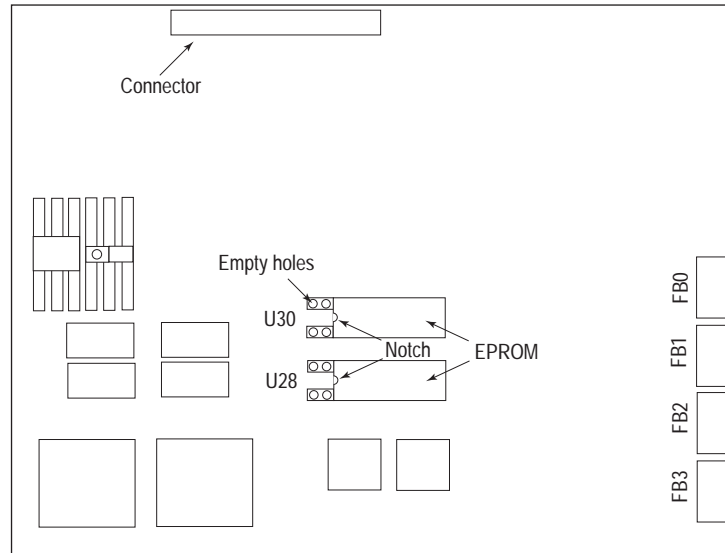 Connector
Empty holes
U30
Notch
EPROM
U28
FB0
FB1
FB2
FB3